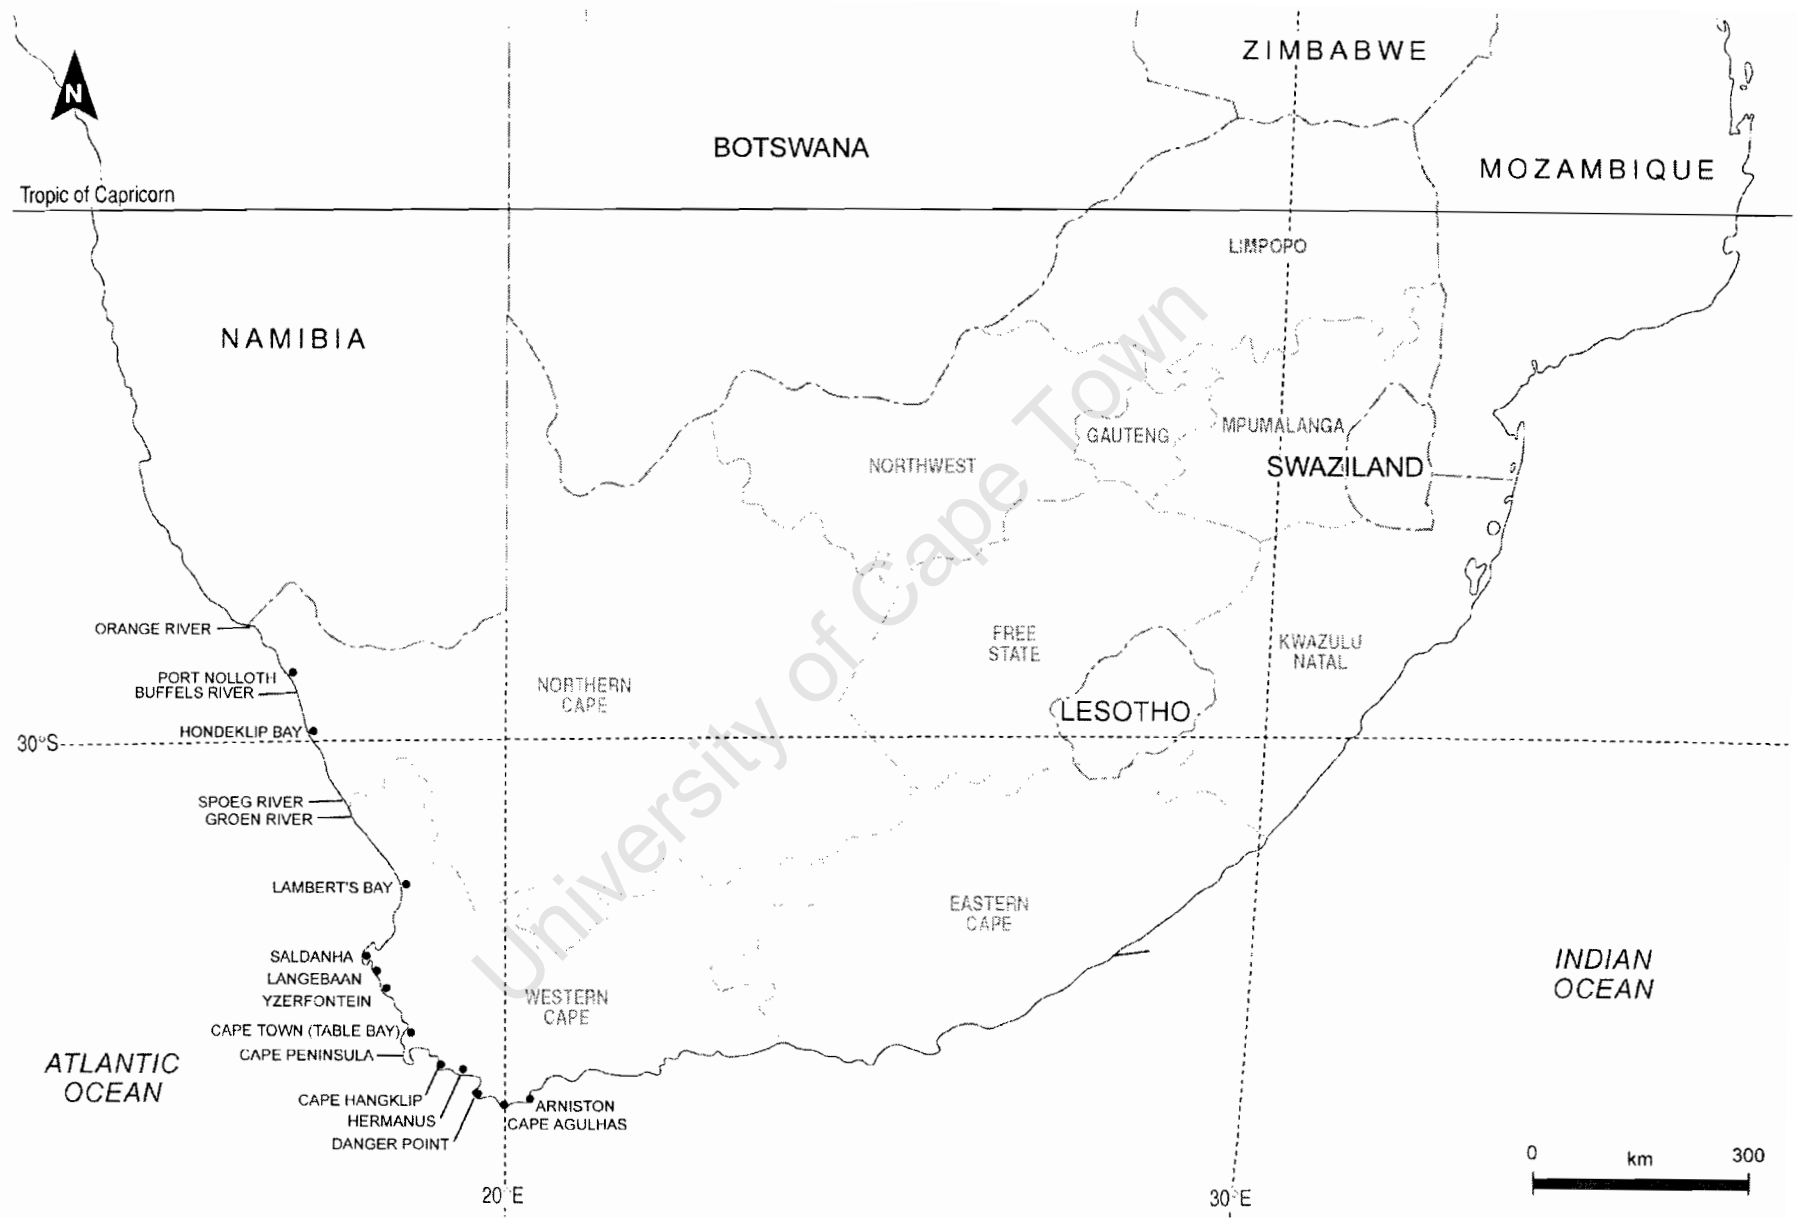 ZIMBABWE
N
BOTSWANA
MOZAMBIQUE
Tropic of Capricorn
LIMPOPO
NAMIBIA
GAUTENG
MPUMALANGA
NORTHWEST
SWAZILAND
ORANGE RIVER
FREE
STATE
KWAZULU
NATAL
PORT NOLLOTH
BUFFELS RIVER
NORTHERN
CAPE
LESOTHO
HONDEKLIP BAY
30°S
SPOEG RIVER
GROEN RIVER
LAMBERT'S BAY
EASTERN
CAPE
SALDANHA
LANGEBAAN
YZERFONTEIN
WESTERN
CAPE
INDIAN
OCEAN
CAPE TOWN (TABLE BAY)
CAPE PENINSULA
ATLANTIC
OCEAN
CAPE HANGKLIP
HERMANUS
DANGER POINT
ARNISTON
CAPE AGULHAS
0 km 300
20°E
30°E
University of Cape Town